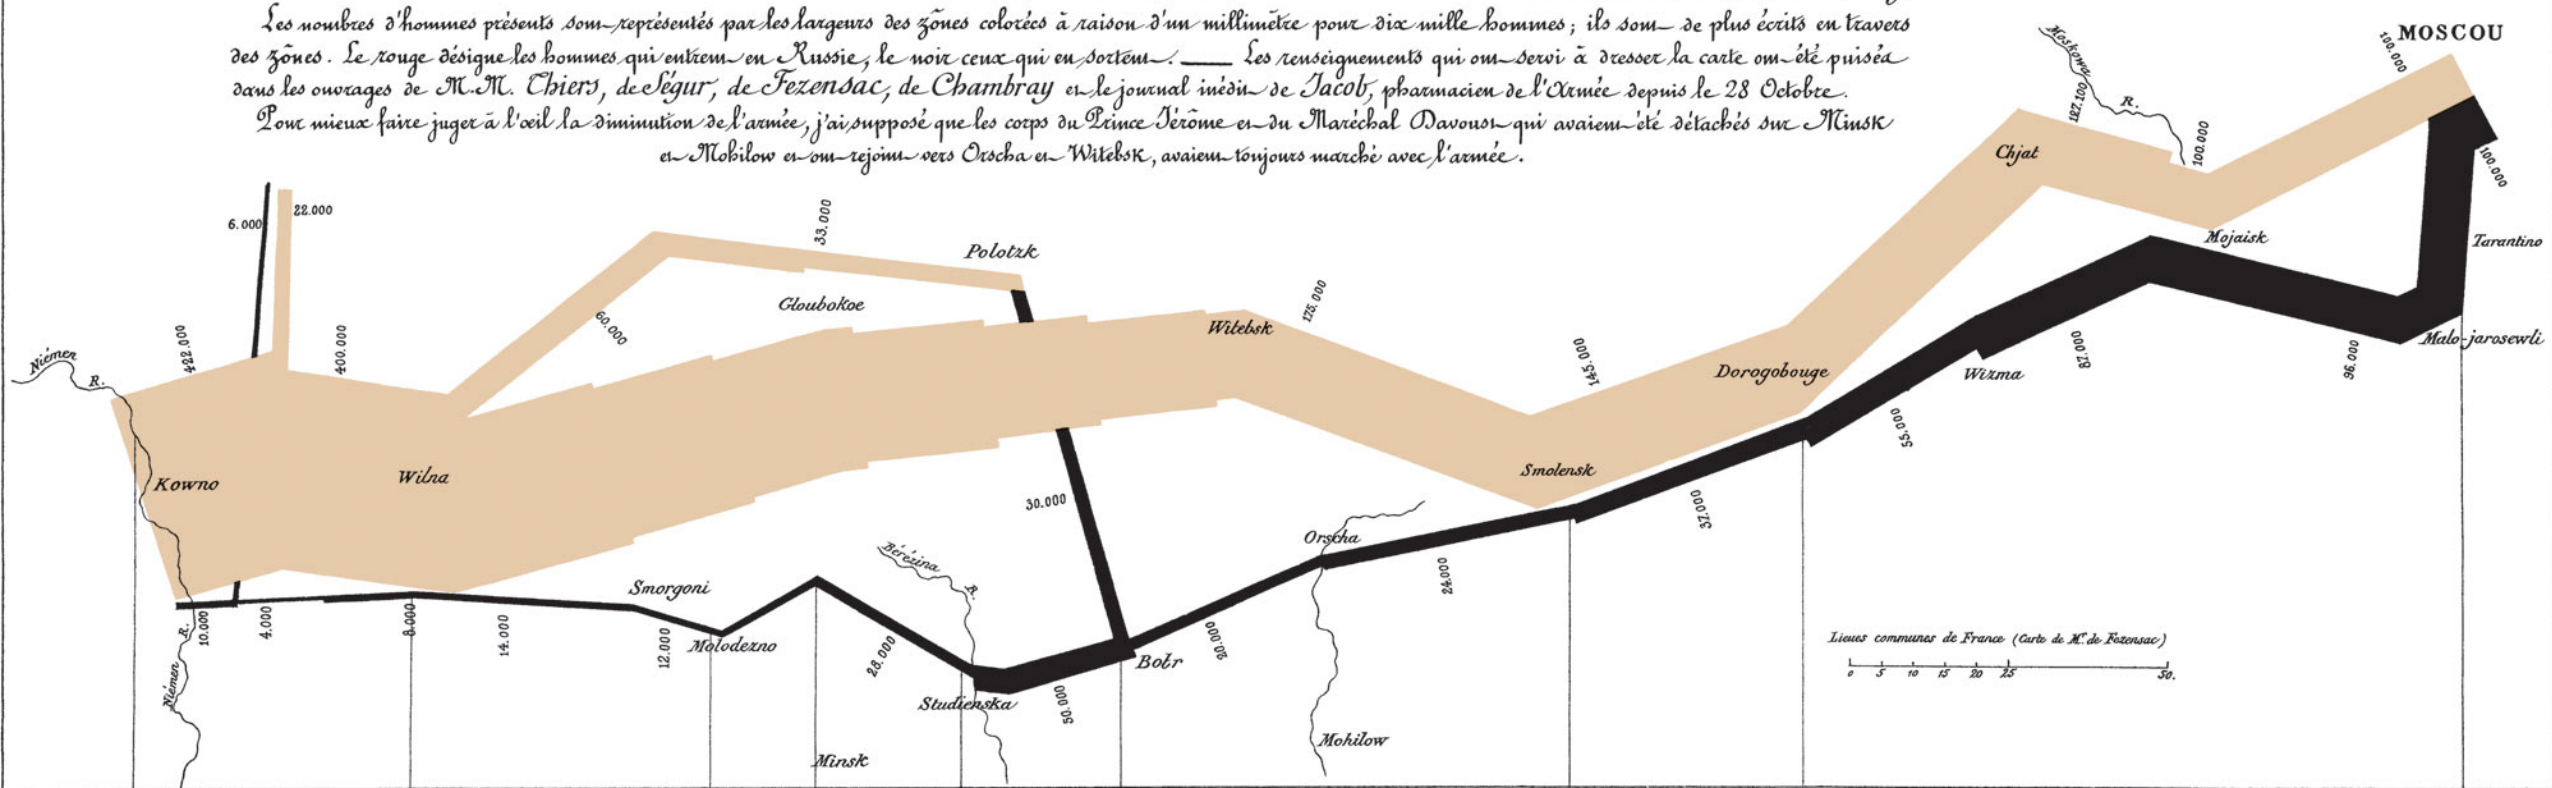 Les nombres d'hommes présents sont représentés par les largeurs des zônes colorées à raison d'un millimètre pour dix mille hommes ; ils sont de plus écrits en travers
des zônes. Le rouge désigne les hommes qui entrent en Russie, le noir ceux qui en sortent. —— Les renseignements qui ont servi à dresser la carte ont été puisés
dans les ouvrages de M.M. Thiers, de Ségur, de Fezensac, de Chambray et le journal inédit de Jacob, pharmacien de l'Armée depuis le 28 Octobre.
Pour mieux faire juger à l'œil la diminution de l'armée, j'ai supposé que les corps du Prince Jérôme et du Maréchal Davoust qui avaient été détachés sur Minsk
et Mohilow et ont rejoint vers Orscha et Witebsk, avaient toujours marché avec l'armée.
MOSCOU
100.000
Moskowa
R.
127.100
100.000
Chjat
100.000
6.000
22.000
33.000
Polotzk
Mojaisk
Tarantino
Gloubokoe
60.000
422.000
400.000
Witebsk
175.000
Niémen
R.
145.000
Dorogobouge
Wizma
87.000
96.000
Malo-jarosewli
55.000
Kowno
Wilna
Smolensk
30.000
37.000
Orscha
Bérézina
R.
24.000
Smorgoni
10.000
4.000
8.000
14.000
12.000
Molodezno
28.000
20.000
Bobr
R.
Niémen
Studienska
50.000
Minsk
Mohilow
Lieues communes de France (Carte de Mr. de Fezensac)
0 5 10 15 20 25 50.